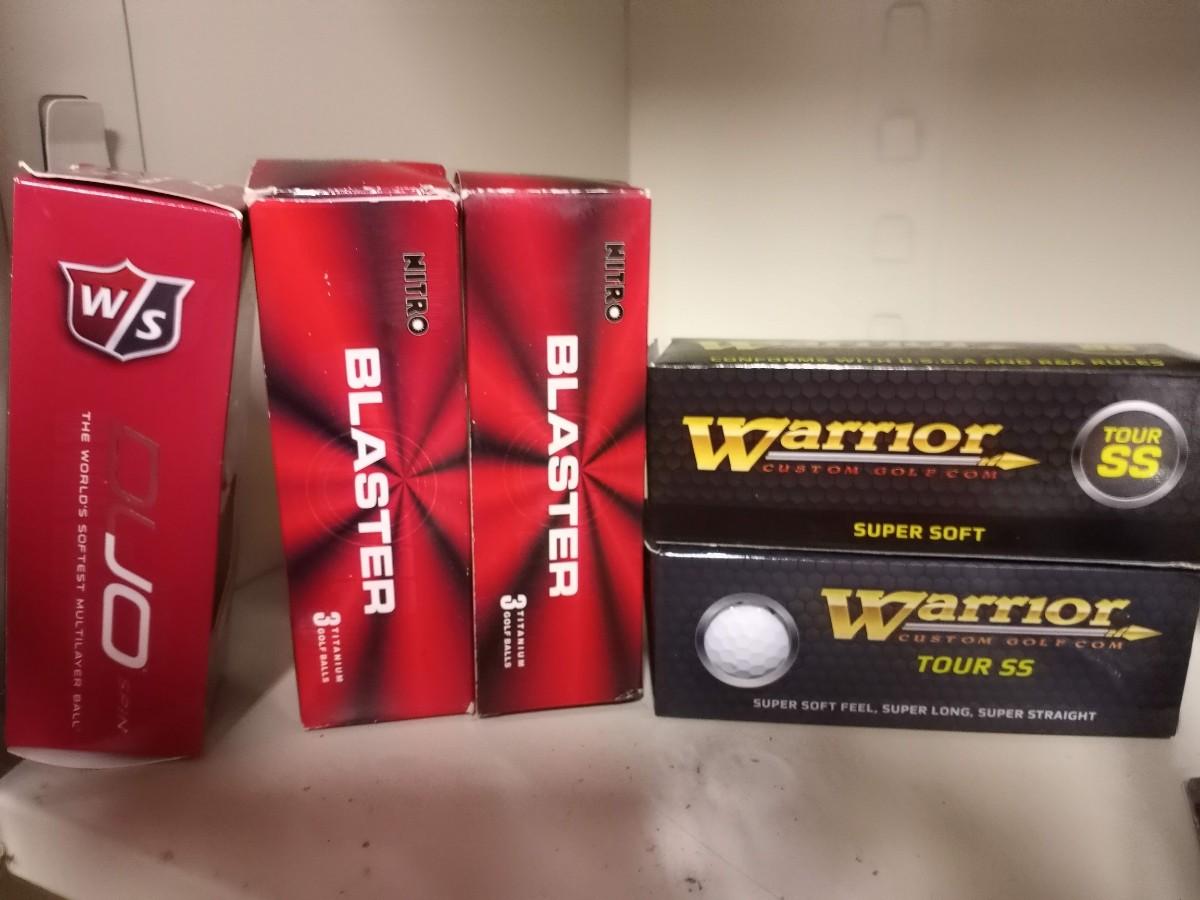 W/S
DUO SPIN
THE WORLD'S SOFTEST MULTILAYER BALL
NITRO
BLASTER
3 TITANIUM
GOLF BALLS
NITRO
BLASTER
3 TITANIUM
GOLF BALLS
CONFORMS WITH U.S.G.A AND R&A RULES
Warrior
CUSTOM GOLF.COM
TOUR
SS
SUPER SOFT
Warrior
CUSTOM GOLF.COM
TOUR SS
SUPER SOFT FEEL, SUPER LONG, SUPER STRAIGHT